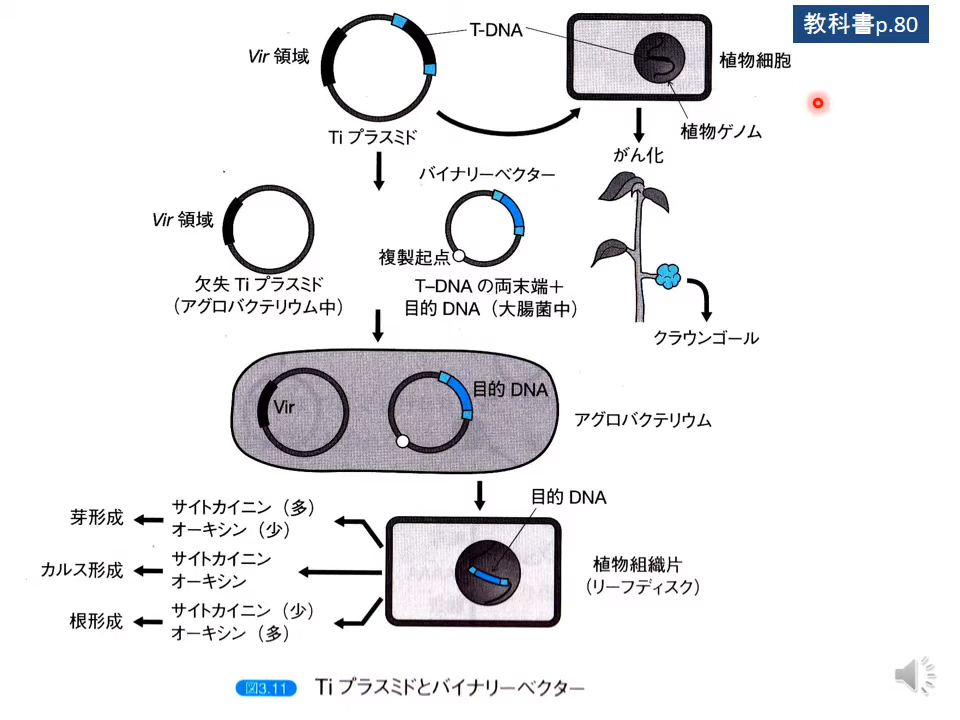 教科書p.80
T-DNA
Vir 領域
植物細胞
Ti プラスミド
植物ゲノム
がん化
バイナリーベクター
Vir 領域
複製起点
欠失 Ti プラスミド
（アグロバクテリウム中）
T–DNA の両末端＋
目的 DNA（大腸菌中）
クラウンゴール
Vir
目的 DNA
アグロバクテリウム
目的 DNA
芽形成
サイトカイニン（多）
オーキシン（少）
カルス形成
サイトカイニン
オーキシン
植物組織片
（リーフディスク）
根形成
サイトカイニン（少）
オーキシン（多）
図3.11 Ti プラスミドとバイナリーベクター